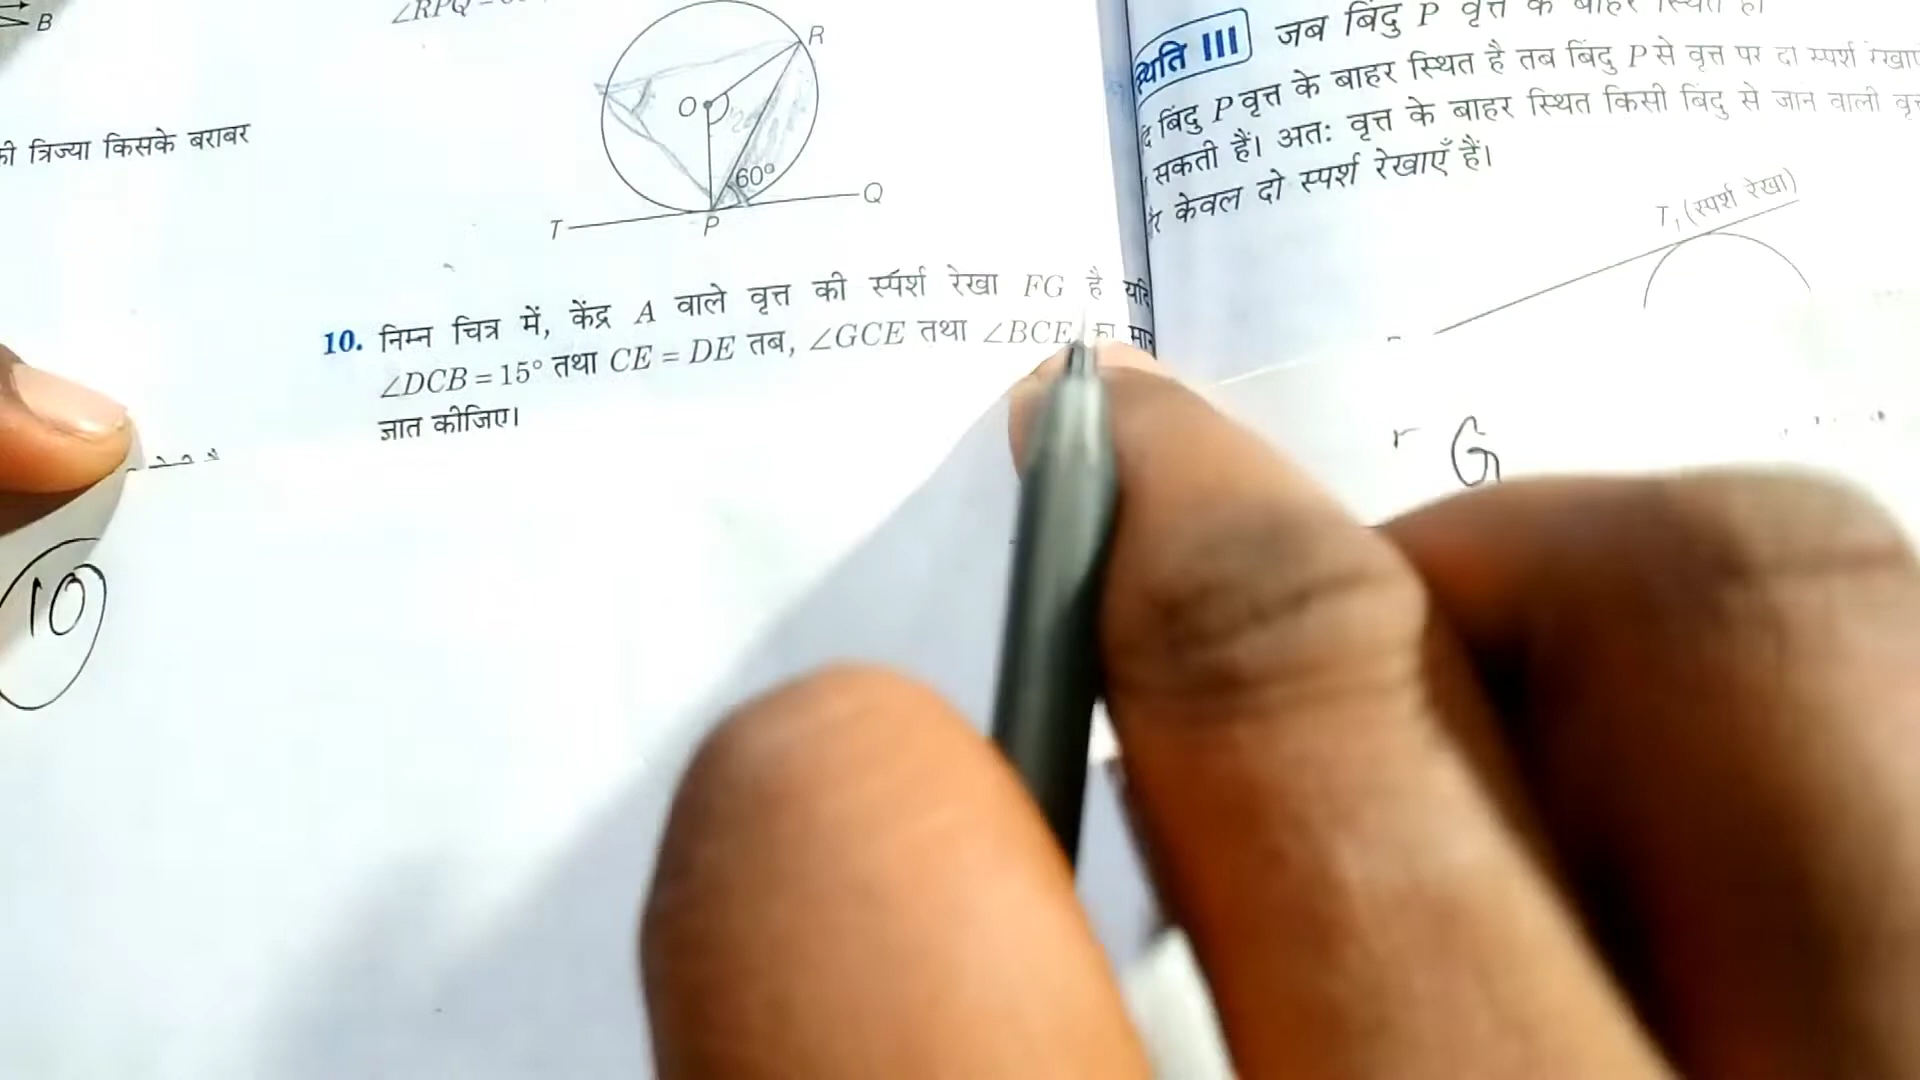 B
∠RPQ
R
O
60°
T
P
Q
की त्रिज्या किसके बराबर
10. निम्न चित्र में, केंद्र A वाले वृत्त की स्पर्श रेखा FG है यदि
∠DCB = 15° तथा CE = DE तब, ∠GCE तथा ∠BCE का मान
ज्ञात कीजिए।
10
III जब बिंदु P वृत्त के बाहर स्थित हो
बिंदु P वृत्त के बाहर स्थित है तब बिंदु P से वृत्त पर दो स्पर्श रेखाएँ
सकती हैं। अतः वृत्त के बाहर स्थित किसी बिंदु से जाने वाली
केवल दो स्पर्श रेखाएँ हैं।
T₁ (स्पर्श रेखा)
G